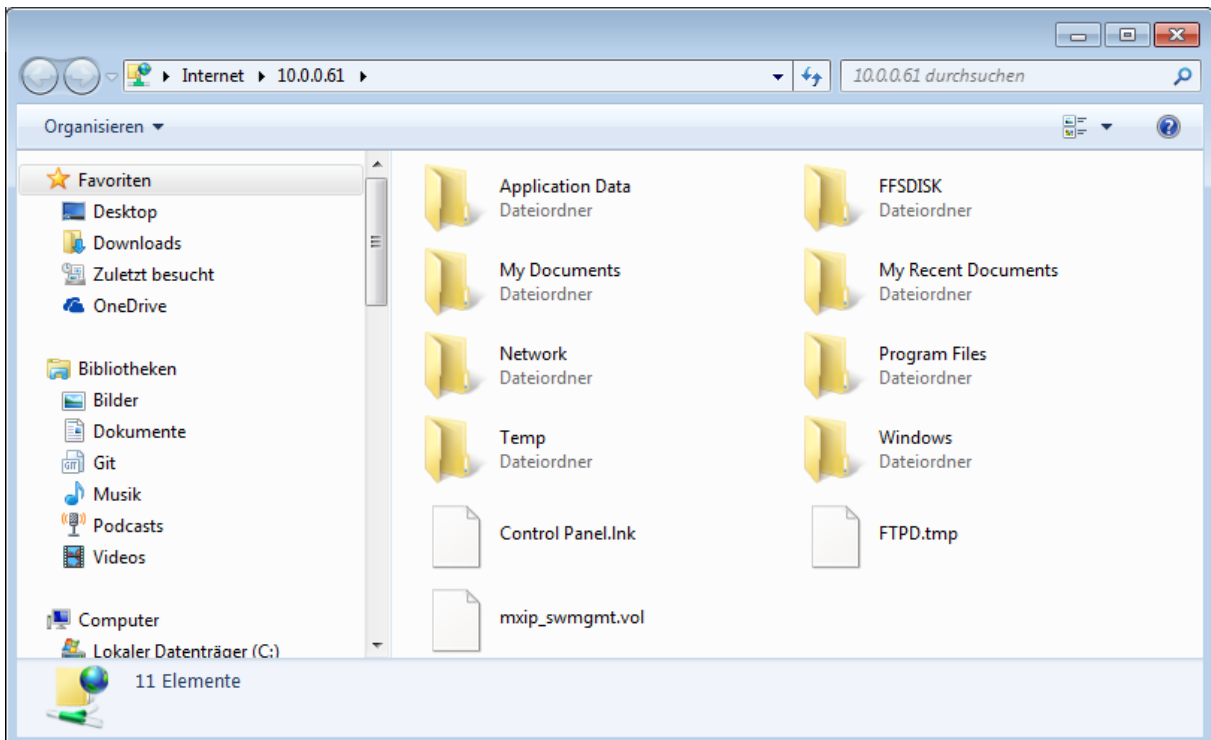 Internet 10.0.0.61
10.0.0.61 durchsuchen
Organisieren
Favoriten
Desktop
Downloads
Zuletzt besucht
OneDrive
Bibliotheken
Bilder
Dokumente
GIT
Git
Musik
Podcasts
Videos
Computer
Lokaler Datenträger (C:)
Application Data
Dateiordner
FFSDISK
Dateiordner
My Documents
Dateiordner
My Recent Documents
Dateiordner
Network
Dateiordner
Program Files
Dateiordner
Temp
Dateiordner
Windows
Dateiordner
Control Panel.lnk
FTPD.tmp
mxip_swmgmt.vol
11 Elemente